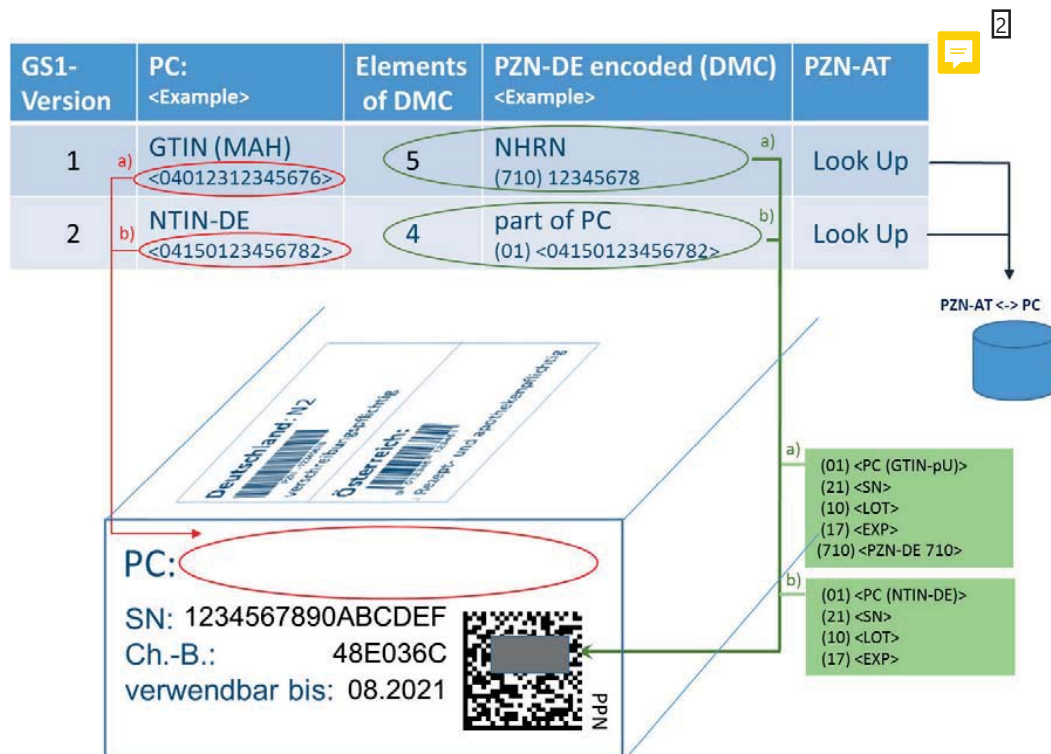 2
GS1-
Version
PC:
<Example>
Elements
of DMC
PZN-DE encoded (DMC)
<Example>
PZN-AT
1
a)
GTIN (MAH)
<04012312345676>
5
NHRN
(710) 12345678
a)
Look Up
2
b)
NTIN-DE
<04150123456782>
4
part of PC
(01) <04150123456782>
b)
Look Up
PZN-AT <-> PC
Deutschland: N2
verschreibungspflichtig
Österreich:
Rezept- und apothekenpflichtig
a)
(01) <PC (GTIN-pU)>
(21) <SN>
(10) <LOT>
(17) <EXP>
(710) <PZN-DE 710>
b)
(01) <PC (NTIN-DE)>
(21) <SN>
(10) <LOT>
(17) <EXP>
PC:
SN: 1234567890ABCDEF
Ch.-B.: 48E036C
verwendbar bis: 08.2021
PPN